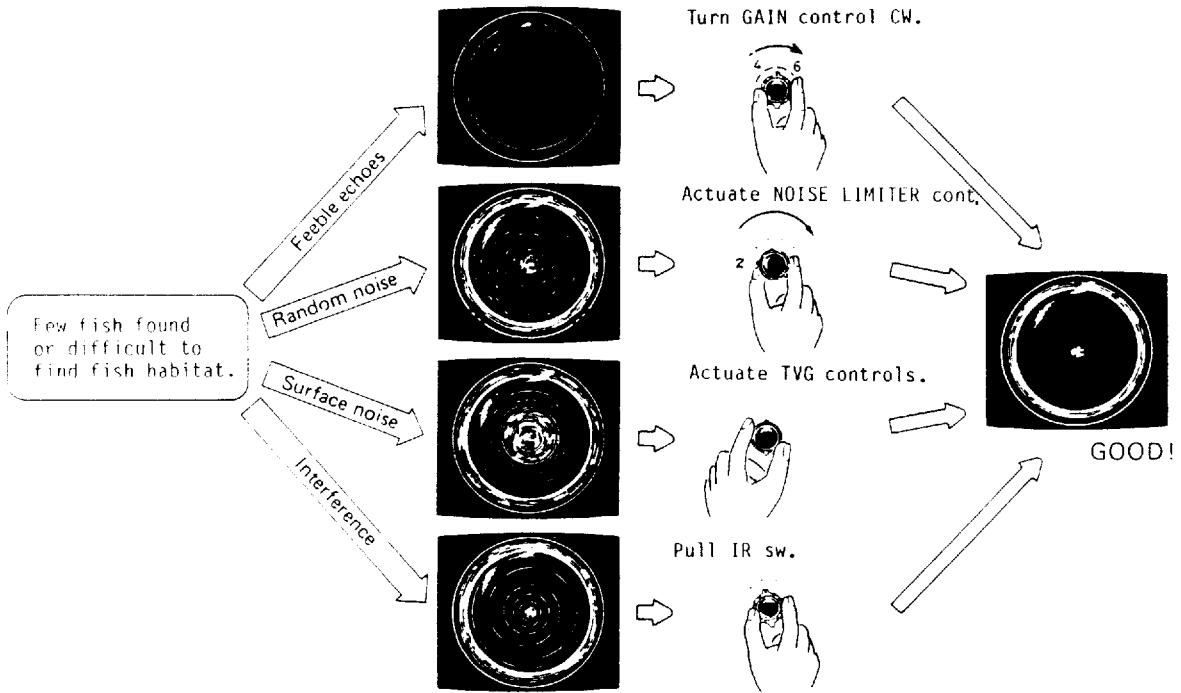 Turn GAIN control CW.
4 6
Feeble echoes
Actuate NOISE LIMITER cont.
2
Random noise
Few fish found
or difficult to
find fish habitat.
Surface noise
Actuate TVG controls.
GOOD!
Interference
Pull IR sw.